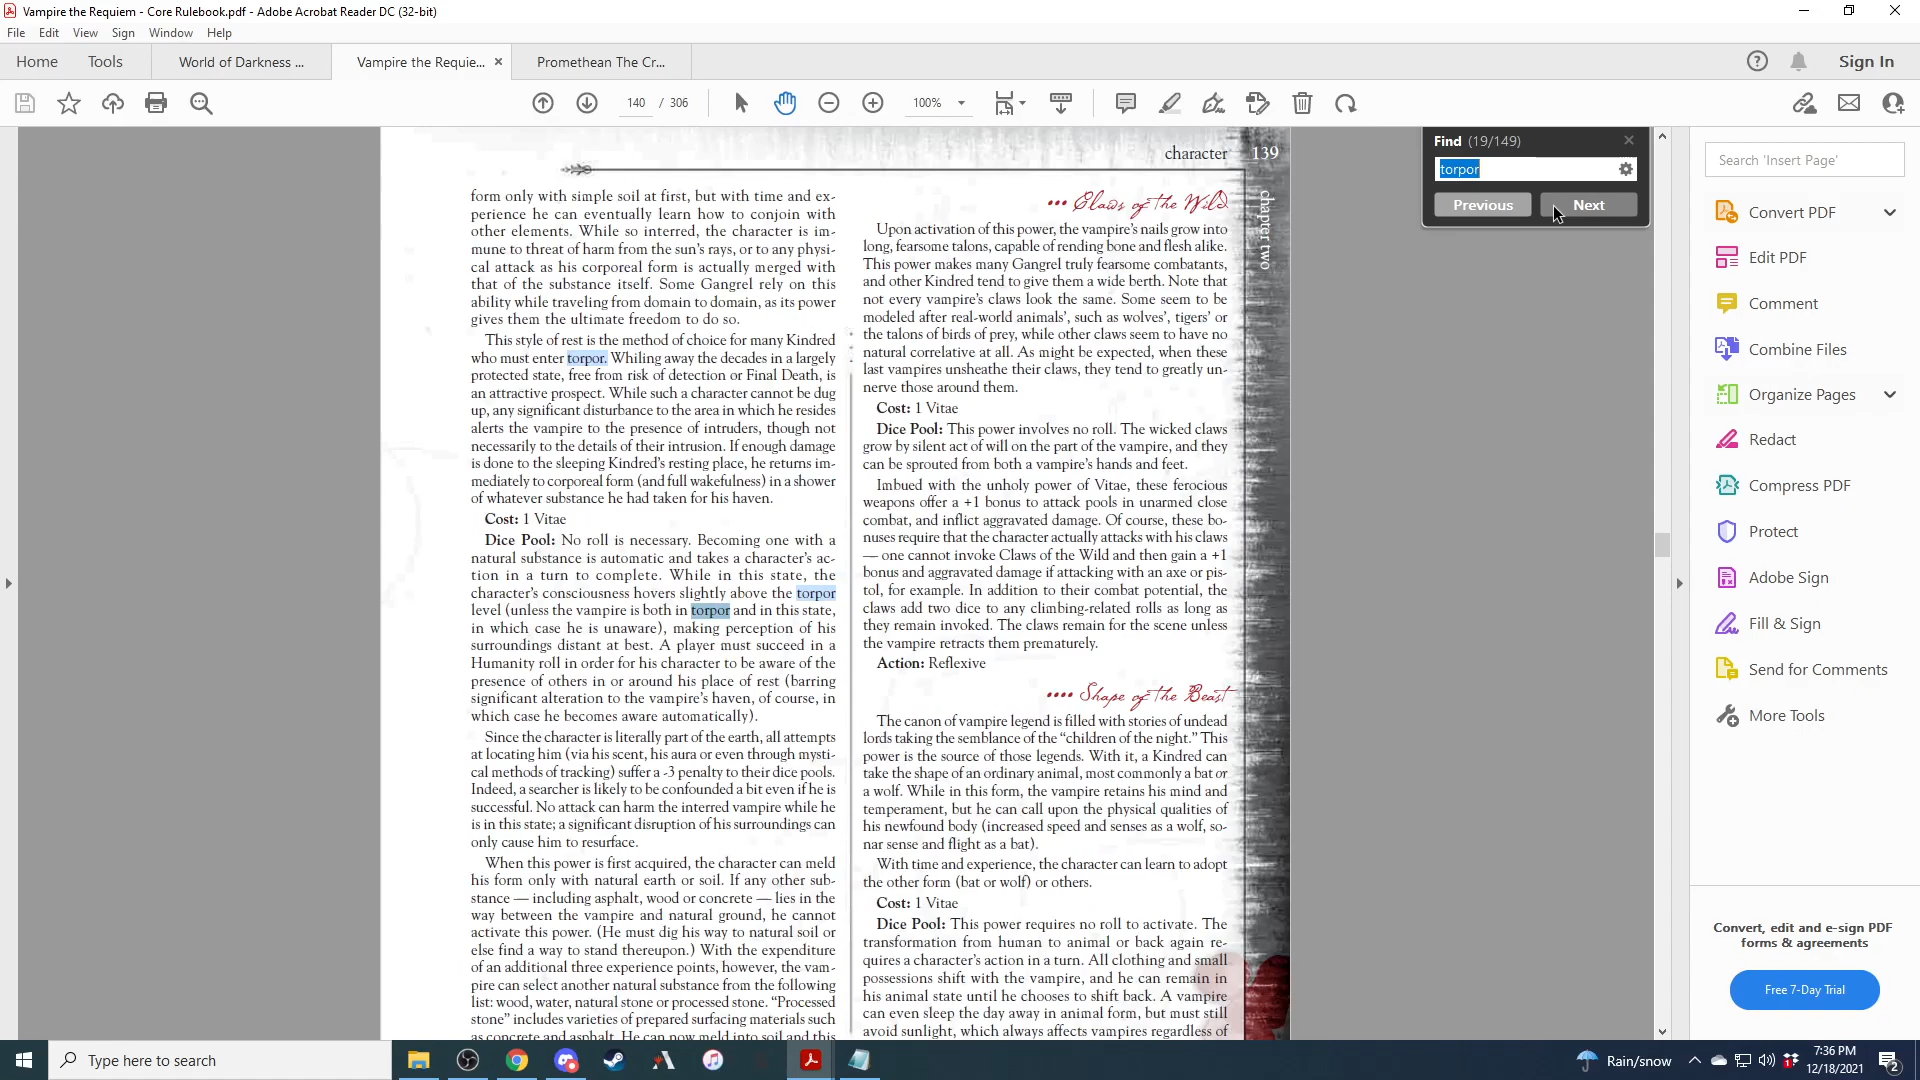 Vampire the Requiem - Core Rulebook.pdf - Adobe Acrobat Reader DC (32-bit)
File Edit View Sign Window Help
Home Tools World of Darkness ... Vampire the Requie... Promethean The Cr... Sign In
140 / 306 100%
character 139
chapter two
form only with simple soil at first, but with time and ex-
perience he can eventually learn how to conjoin with
other elements. While so interred, the character is im-
mune to threat of harm from the sun's rays, or to any physi-
cal attack as his corporeal form is actually merged with
that of the substance itself. Some Gangrel rely on this
ability while traveling from domain to domain, as its power
gives them the ultimate freedom to do so.
This style of rest is the method of choice for many Kindred
who must enter torpor. Whiling away the decades in a largely
protected state, free from risk of detection or Final Death, is
an attractive prospect. While such a character cannot be dug
up, any significant disturbance to the area in which he resides
alerts the vampire to the presence of intruders, though not
necessarily to the details of their intrusion. If enough damage
is done to the sleeping Kindred's resting place, he returns im-
mediately to corporeal form (and full wakefulness) in a shower
of whatever substance he had taken for his haven.
Cost: 1 Vitae
Dice Pool: No roll is necessary. Becoming one with a
natural substance is automatic and takes a character's ac-
tion in a turn to complete. While in this state, the
character's consciousness hovers slightly above the torpor
level (unless the vampire is both in torpor and in this state,
in which case he is unaware), making perception of his
surroundings distant at best. A player must succeed in a
Humanity roll in order for his character to be aware of the
presence of others in or around his place of rest (barring
significant alteration to the vampire's haven, of course, in
which case he becomes aware automatically).
Since the character is literally part of the earth, all attempts
at locating him (via his scent, his aura or even through mysti-
cal methods of tracking) suffer a -3 penalty to their dice pools.
Indeed, a searcher is likely to be confounded a bit even if he is
successful. No attack can harm the interred vampire while he
is in this state; a significant disruption of his surroundings can
only cause him to resurface.
When this power is first acquired, the character can meld
his form only with natural earth or soil. If any other sub-
stance — including asphalt, wood or concrete — lies in the
way between the vampire and natural ground, he cannot
activate this power. (He must dig his way to natural soil or
else find a way to stand thereupon.) With the expenditure
of an additional three experience points, however, the vam-
pire can select another natural substance from the following
list: wood, water, natural stone or processed stone. "Processed
stone" includes varieties of prepared surfacing materials such
as concrete and asphalt. He can now meld into soil and this
••• Claws of the Wild
Upon activation of this power, the vampire's nails grow into
long, fearsome talons, capable of rending bone and flesh alike.
This power makes many Gangrel truly fearsome combatants,
and other Kindred tend to give them a wide berth. Note that
not every vampire's claws look the same. Some seem to be
modeled after real-world animals', such as wolves', tigers' or
the talons of birds of prey, while other claws seem to have no
natural correlative at all. As might be expected, when these
last vampires unsheathe their claws, they tend to greatly un-
nerve those around them.
Cost: 1 Vitae
Dice Pool: This power involves no roll. The wicked claws
grow by silent act of will on the part of the vampire, and they
can be sprouted from both a vampire's hands and feet.
Imbued with the unholy power of Vitae, these ferocious
weapons offer a +1 bonus to attack pools in unarmed close
combat, and inflict aggravated damage. Of course, these bo-
nuses require that the character actually attacks with his claws
— one cannot invoke Claws of the Wild and then gain a +1
bonus and aggravated damage if attacking with an axe or pis-
tol, for example. In addition to their combat potential, the
claws add two dice to any climbing-related rolls as long as
they remain invoked. The claws remain for the scene unless
the vampire retracts them prematurely.
Action: Reflexive
•••• Shape of the Beast
The canon of vampire legend is filled with stories of undead
lords taking the semblance of the "children of the night." This
power is the source of those legends. With it, a Kindred can
take the shape of an ordinary animal, most commonly a bat or
a wolf. While in this form, the vampire retains his mind and
temperament, but he can call upon the physical qualities of
his newfound body (increased speed and senses as a wolf, so-
nar sense and flight as a bat).
With time and experience, the character can learn to adopt
the other form (bat or wolf) or others.
Cost: 1 Vitae
Dice Pool: This power requires no roll to activate. The
transformation from human to animal or back again re-
quires a character's action in a turn. All clothing and small
possessions shift with the vampire, and he can remain in
his animal state until he chooses to shift back. A vampire
can even sleep the day away in animal form, but must still
avoid sunlight, which always affects vampires regardless of
Find (19/149)
torpor
Previous Next
Search 'Insert Page'
Convert PDF
Edit PDF
Comment
Combine Files
Organize Pages
Redact
Compress PDF
Protect
Adobe Sign
Fill & Sign
Send for Comments
More Tools
Convert, edit and e-sign PDF
forms & agreements
Free 7-Day Trial
Type here to search
Rain/snow
7:36 PM
12/18/2021
2